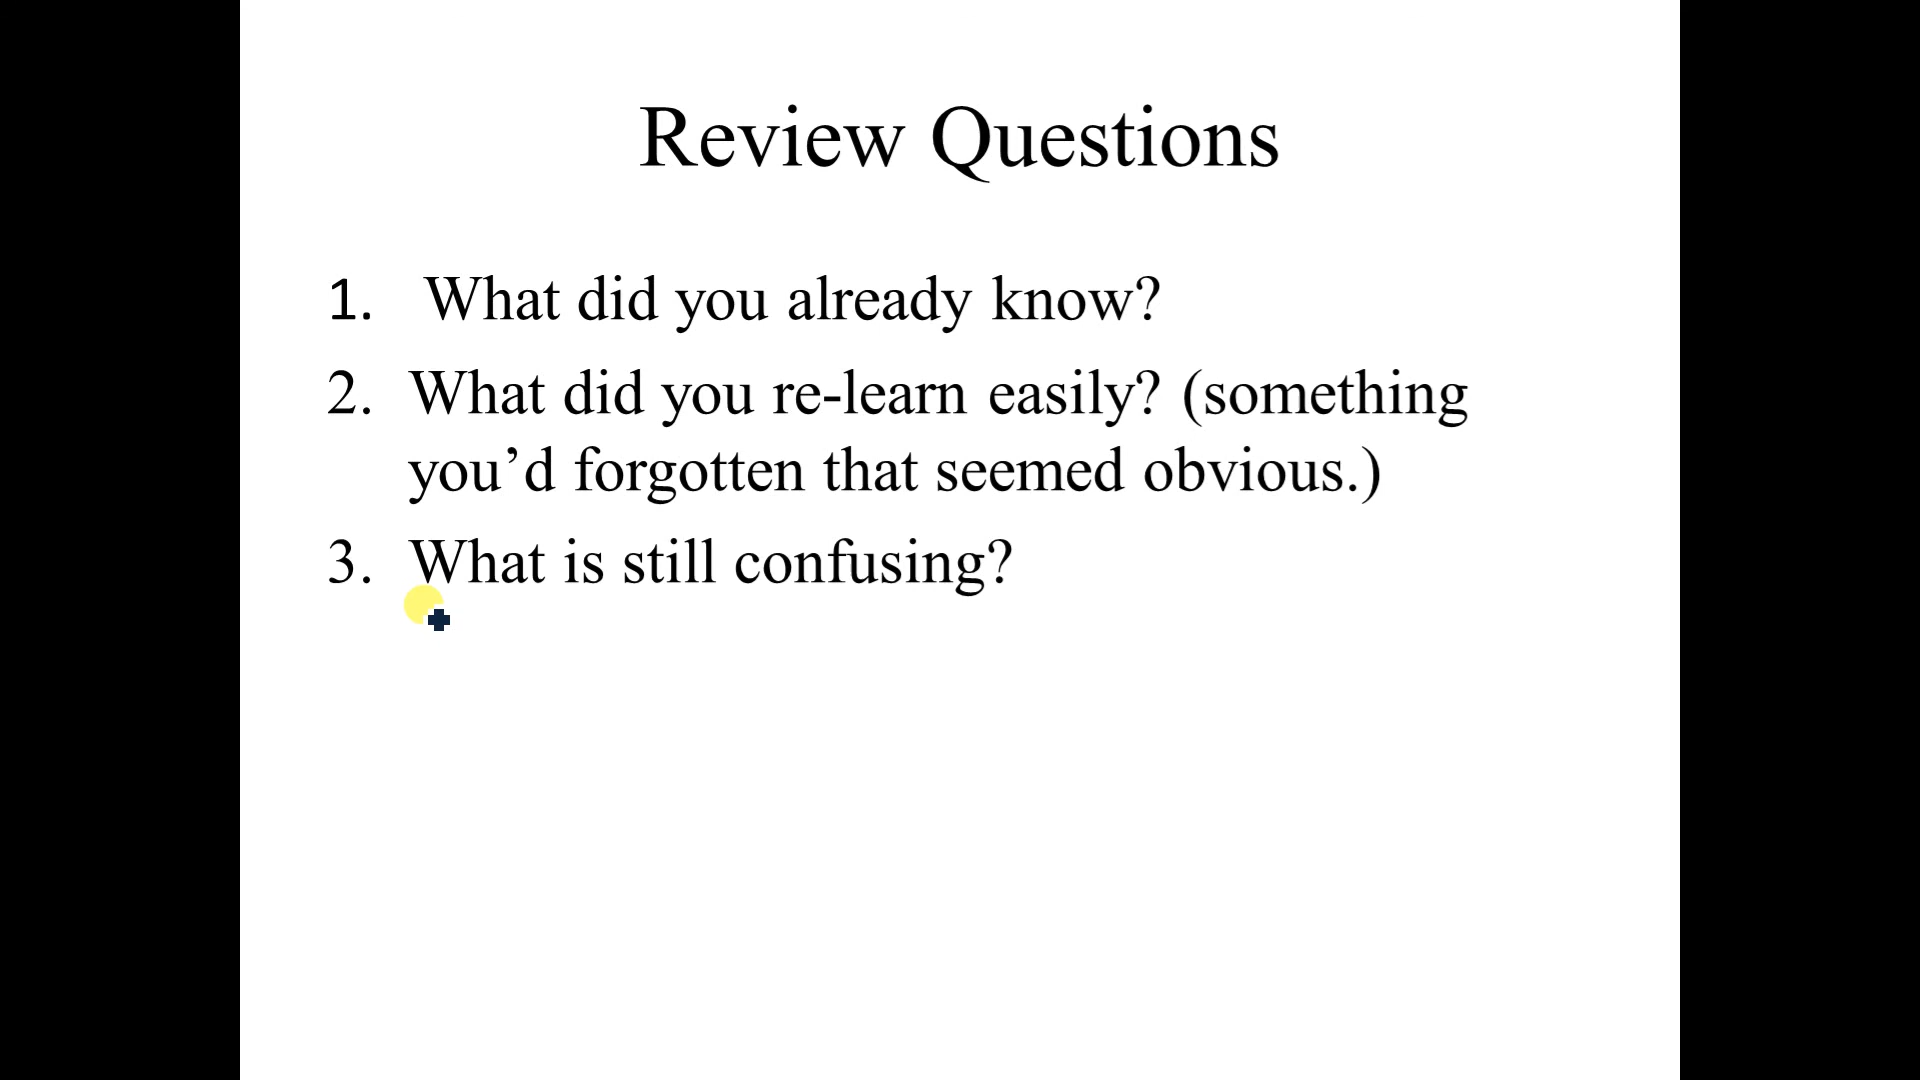 Review Questions
1. What did you already know?
2. What did you re-learn easily? (something
you’d forgotten that seemed obvious.)
3. What is still confusing?